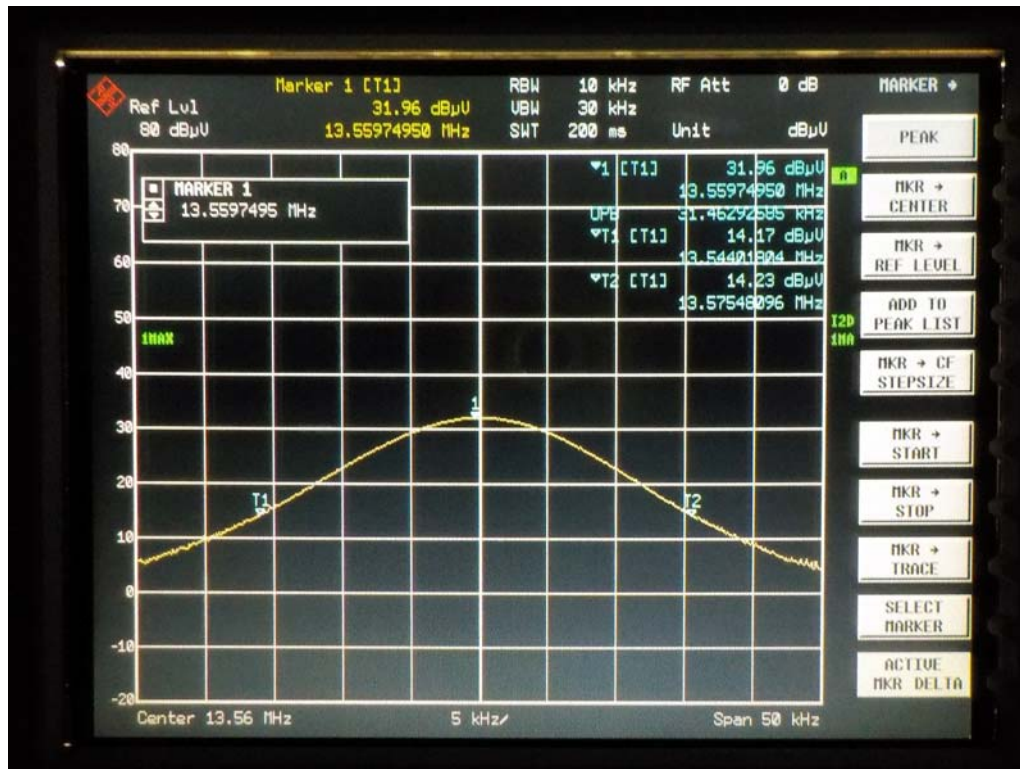 Marker 1 [T1] RBW 10 kHz RF Att 0 dB
Ref Lvl 31.96 dBµV VBW 30 kHz
80 dBµV 13.55974950 MHz SWT 200 ms Unit dBµV
80
▼1 [T1] 31.96 dBµV
A
MARKER 1
13.55974950 MHz
70
13.5597495 MHz
OPB 31.46292585 kHz
▼T1 [T1] 14.17 dBµV
13.54401804 MHz
60
▼T2 [T1] 14.23 dBµV
13.57548096 MHz
50
1MAX
1MA
40
1
30
20
T1
T2
10
0
-10
-20
Center 13.56 MHz 5 kHz/ Span 50 kHz
MARKER →
PEAK
MKR →
CENTER
MKR →
REF LEVEL
ADD TO
PEAK LIST
MKR → CF
STEPSIZE
MKR →
START
MKR →
STOP
MKR →
TRACE
SELECT
MARKER
ACTIVE
MKR DELTA